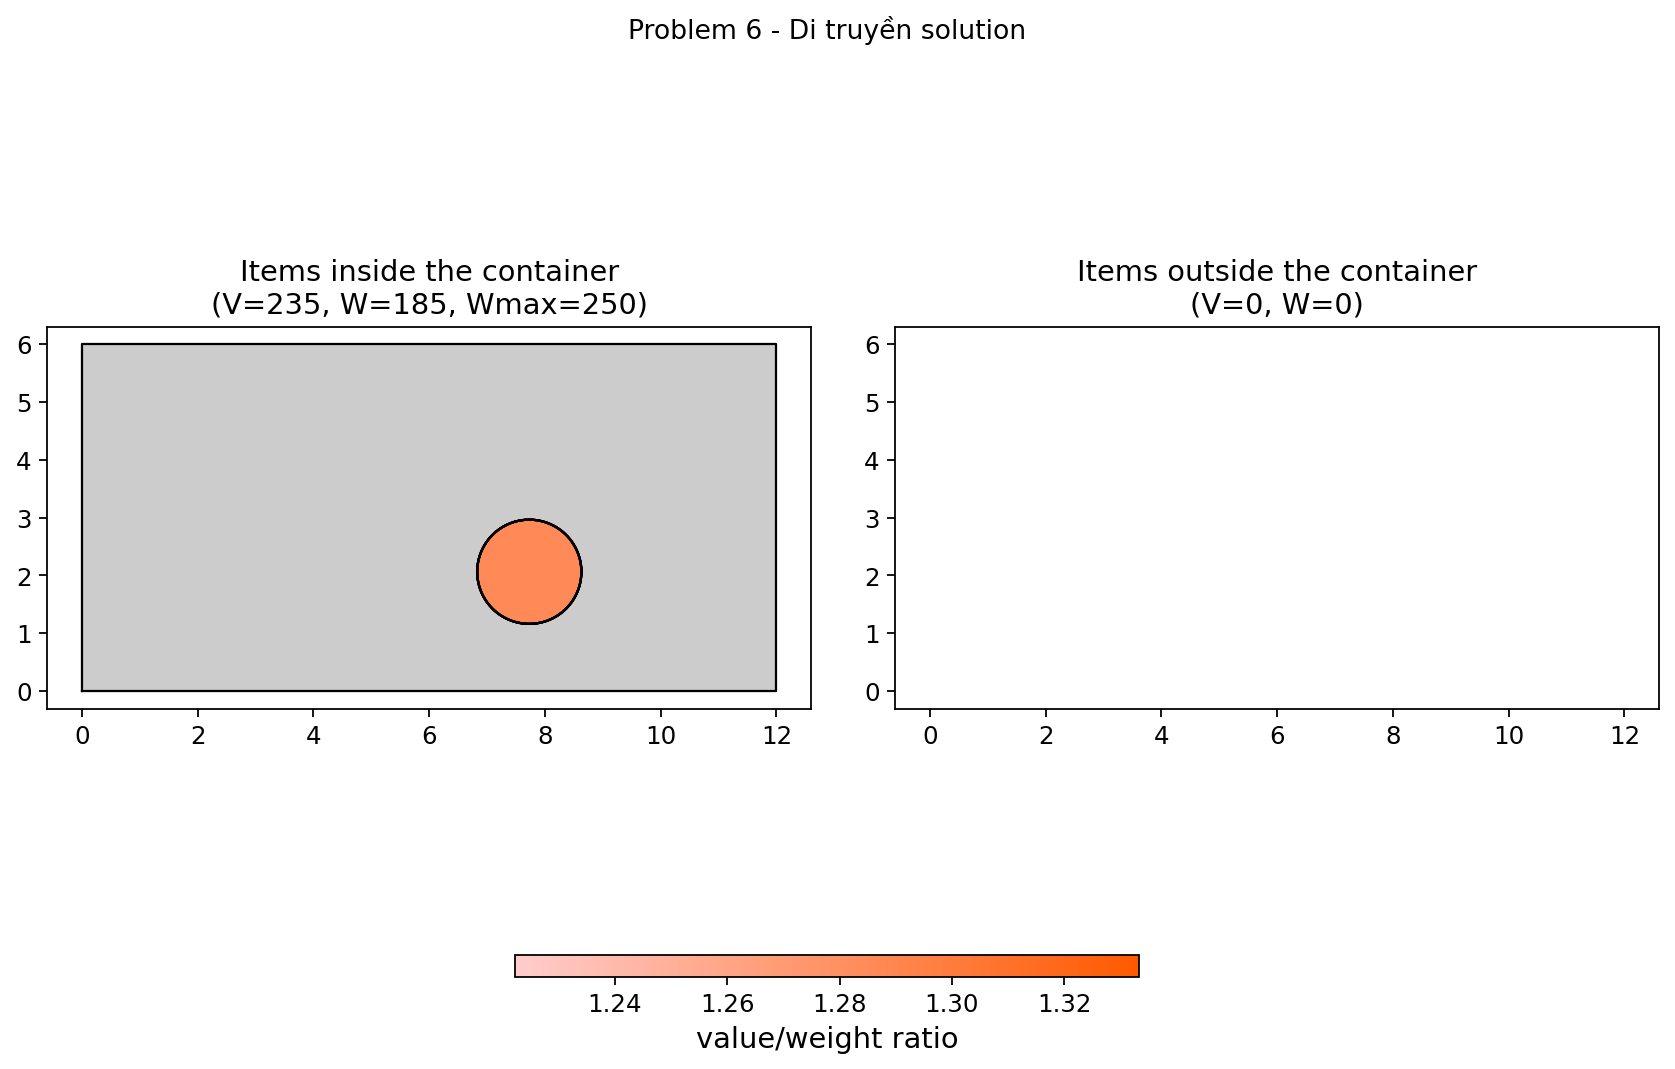 Problem 6 - Di truyền solution
Items inside the container
(V=235, W=185, Wmax=250)
Items outside the container
(V=0, W=0)
6
5
4
3
2
1
0
0 2 4 6 8 10 12
6
5
4
3
2
1
0
0 2 4 6 8 10 12
1.24 1.26 1.28 1.30 1.32
value/weight ratio